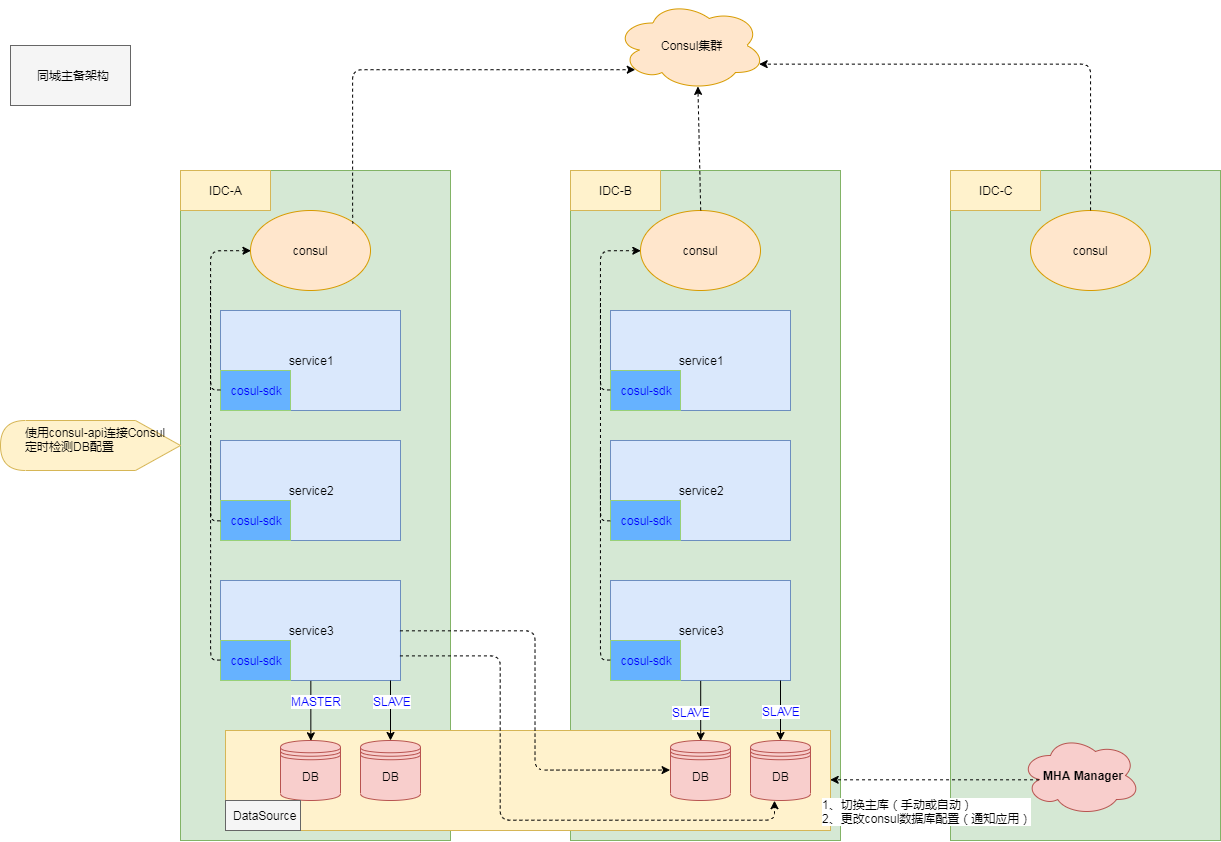 Consul集群
同城主备架构
IDC-A
IDC-B
IDC-C
consul
consul
consul
service1
cosul-sdk
service1
cosul-sdk
使用consul-api连接Consul
定时检测DB配置
service2
cosul-sdk
service2
cosul-sdk
service3
cosul-sdk
service3
cosul-sdk
MASTER
SLAVE
SLAVE
SLAVE
DB
DB
DB
DB
MHA Manager
DataSource
1、切换主库（手动或自动）
2、更改consul数据库配置（通知应用）